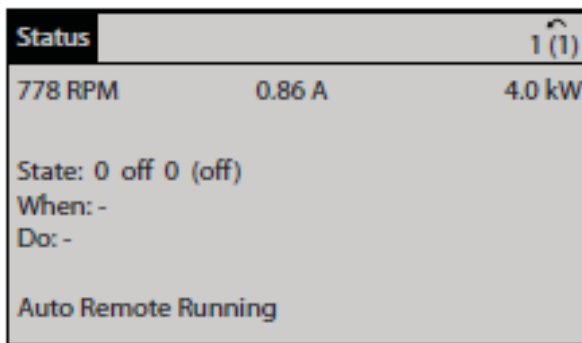 Status 1 (1)
778 RPM 0.86 A 4.0 kW
State: 0 off 0 (off)
When: -
Do: -
Auto Remote Running